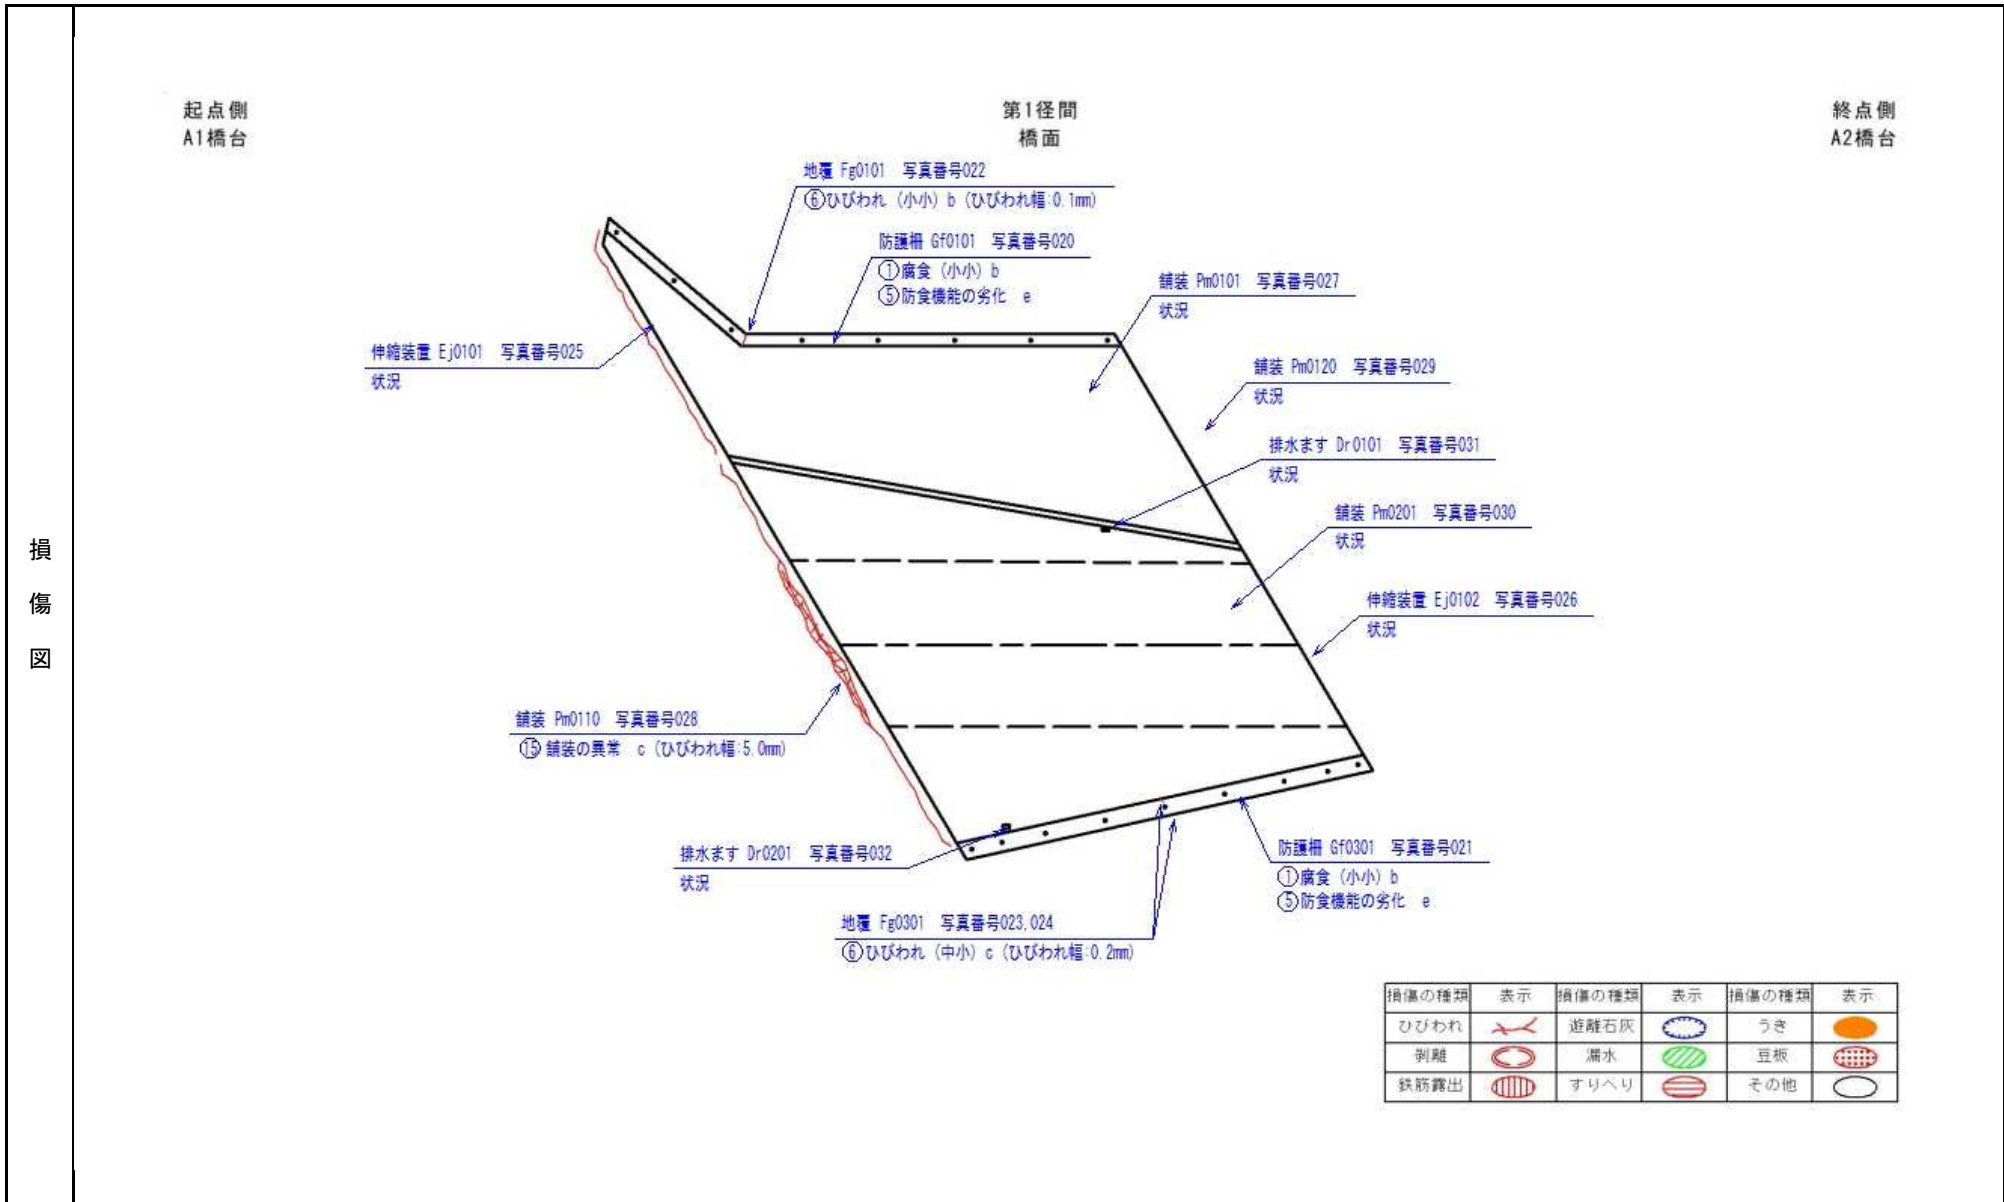 損傷図
起点側
A1橋台
第1径間
橋面
終点側
A2橋台
地覆 Fg0101 写真番号022
⑥ひびわれ（小小）b（ひびわれ幅:0.1mm）
防護柵 Gf0101 写真番号020
①腐食（小小）b
⑤防食機能の劣化 e
舗装 Pm0101 写真番号027
状況
伸縮装置 Ej0101 写真番号025
状況
舗装 Pm0120 写真番号029
状況
排水ます Dr0101 写真番号031
状況
舗装 Pm0201 写真番号030
状況
伸縮装置 Ej0102 写真番号026
状況
舗装 Pm0110 写真番号028
⑮舗装の異常 c（ひびわれ幅:5.0mm）
排水ます Dr0201 写真番号032
状況
防護柵 Gf0301 写真番号021
①腐食（小小）b
⑤防食機能の劣化 e
地覆 Fg0301 写真番号023,024
⑥ひびわれ（中小）c（ひびわれ幅:0.2mm）
損傷の種類 表示 損傷の種類 表示 損傷の種類 表示
ひびわれ 遊離石灰 うき
剥離 漏水 豆板
鉄筋露出 すりへり その他